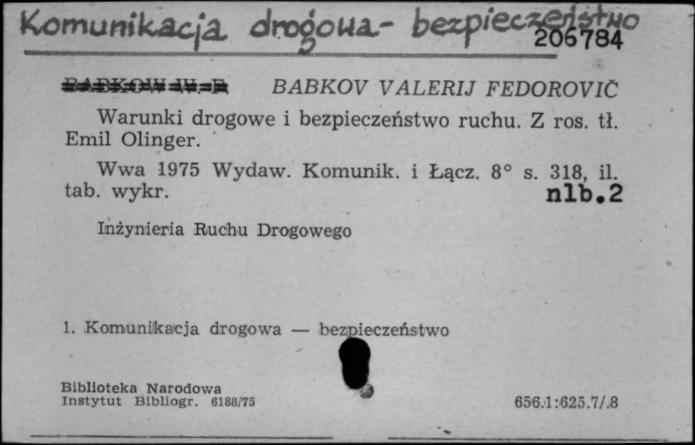 Komunikacja drogowa - bezpieczeństwo
206784
BABKOW W. F. BABKOV VALERIJ FEDOROVIČ
Warunki drogowe i bezpieczeństwo ruchu. Z ros. tł.
Emil Olinger.
Wwa 1975 Wydaw. Komunik. i Łącz. 8° s. 318, il.
tab. wykr. nlb.2
Inżynieria Ruchu Drogowego
1. Komunikacja drogowa — bezpieczeństwo
Biblioteka Narodowa
Instytut Bibliogr. 6188/75 656.1:625.7/.8